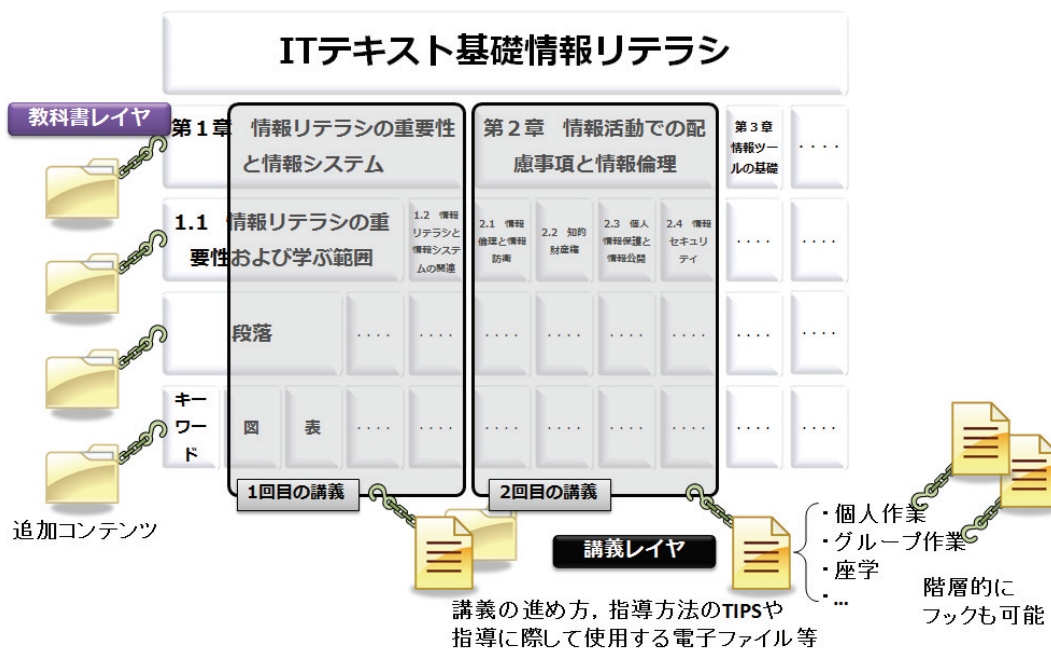 ITテキスト基礎情報リテラシ
教科書レイヤ
第1章 情報リテラシの重要性
と情報システム
第2章 情報活動での配
慮事項と情報倫理
第3章
情報ツー
ルの基礎
‥‥
1.1 情報リテラシの重
要性および学ぶ範囲
1.2 情報
リテラシと
情報システ
ムの関連
2.1 情報
倫理と情報
防衛
2.2 知的
財産権
2.3 個人
情報保護と
情報公開
2.4 情報
セキュリ
ティ
‥‥
‥‥
段落
‥‥
‥‥
‥‥
‥‥
‥‥
‥‥
‥‥
‥‥
キー
ワー
ド
図
表
‥‥
‥‥
‥‥
‥‥
‥‥
‥‥
‥‥
‥‥
1回目の講義
2回目の講義
追加コンテンツ
講義レイヤ
・個人作業
・グループ作業
・座学
・...
階層的に
フックも可能
講義の進め方,指導方法のTIPSや
指導に際して使用する電子ファイル等